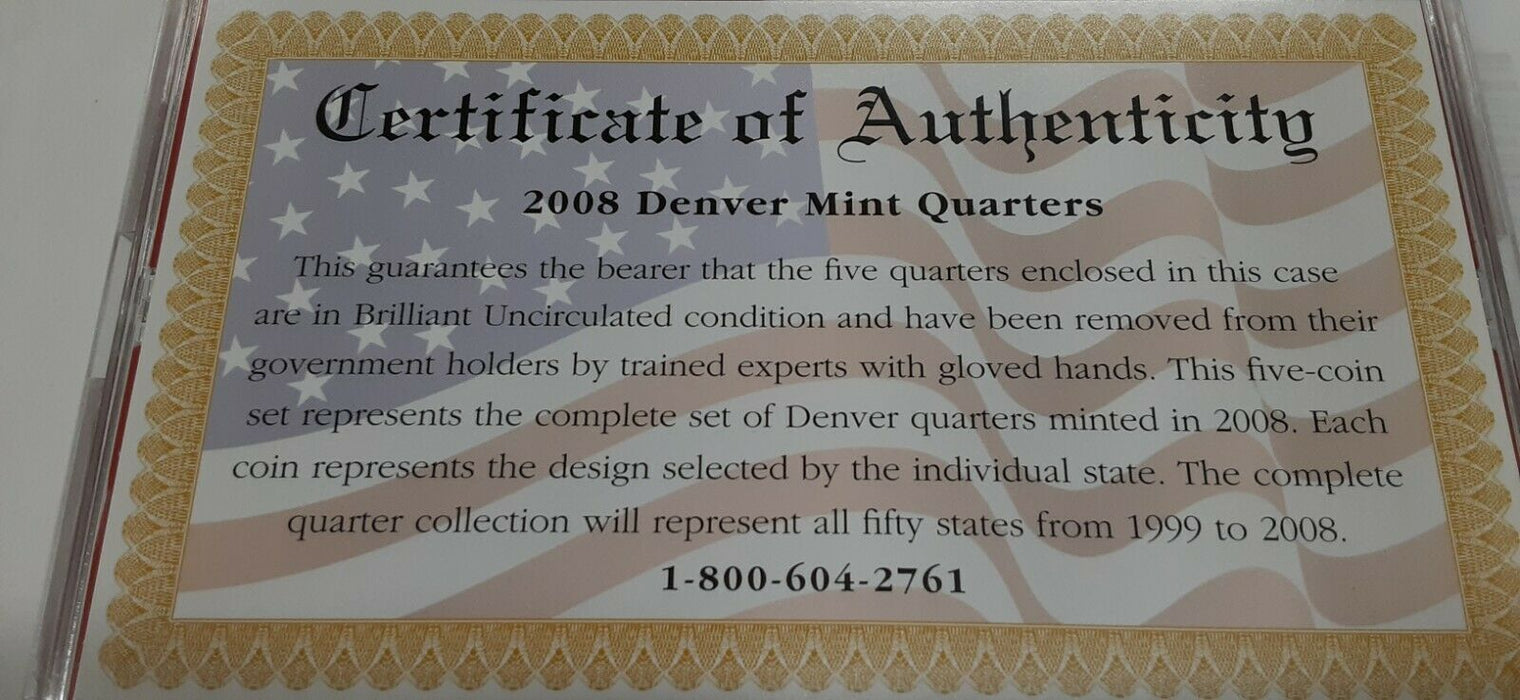 Certificate of Authenticity
2008 Denver Mint Quarters
This guarantees the bearer that the five quarters enclosed in this case
are in Brilliant Uncirculated condition and have been removed from their
government holders by trained experts with gloved hands. This five-coin
set represents the complete set of Denver quarters minted in 2008. Each
coin represents the design selected by the individual state. The complete
quarter collection will represent all fifty states from 1999 to 2008.
1-800-604-2761